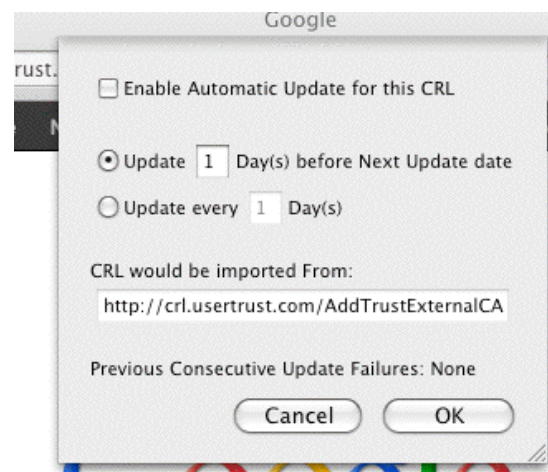 Google
rust.
Enable Automatic Update for this CRL
Update 1 Day(s) before Next Update date
Update every 1 Day(s)
CRL would be imported From:
http://crl.usertrust.com/AddTrustExternalCA
Previous Consecutive Update Failures: None
Cancel OK